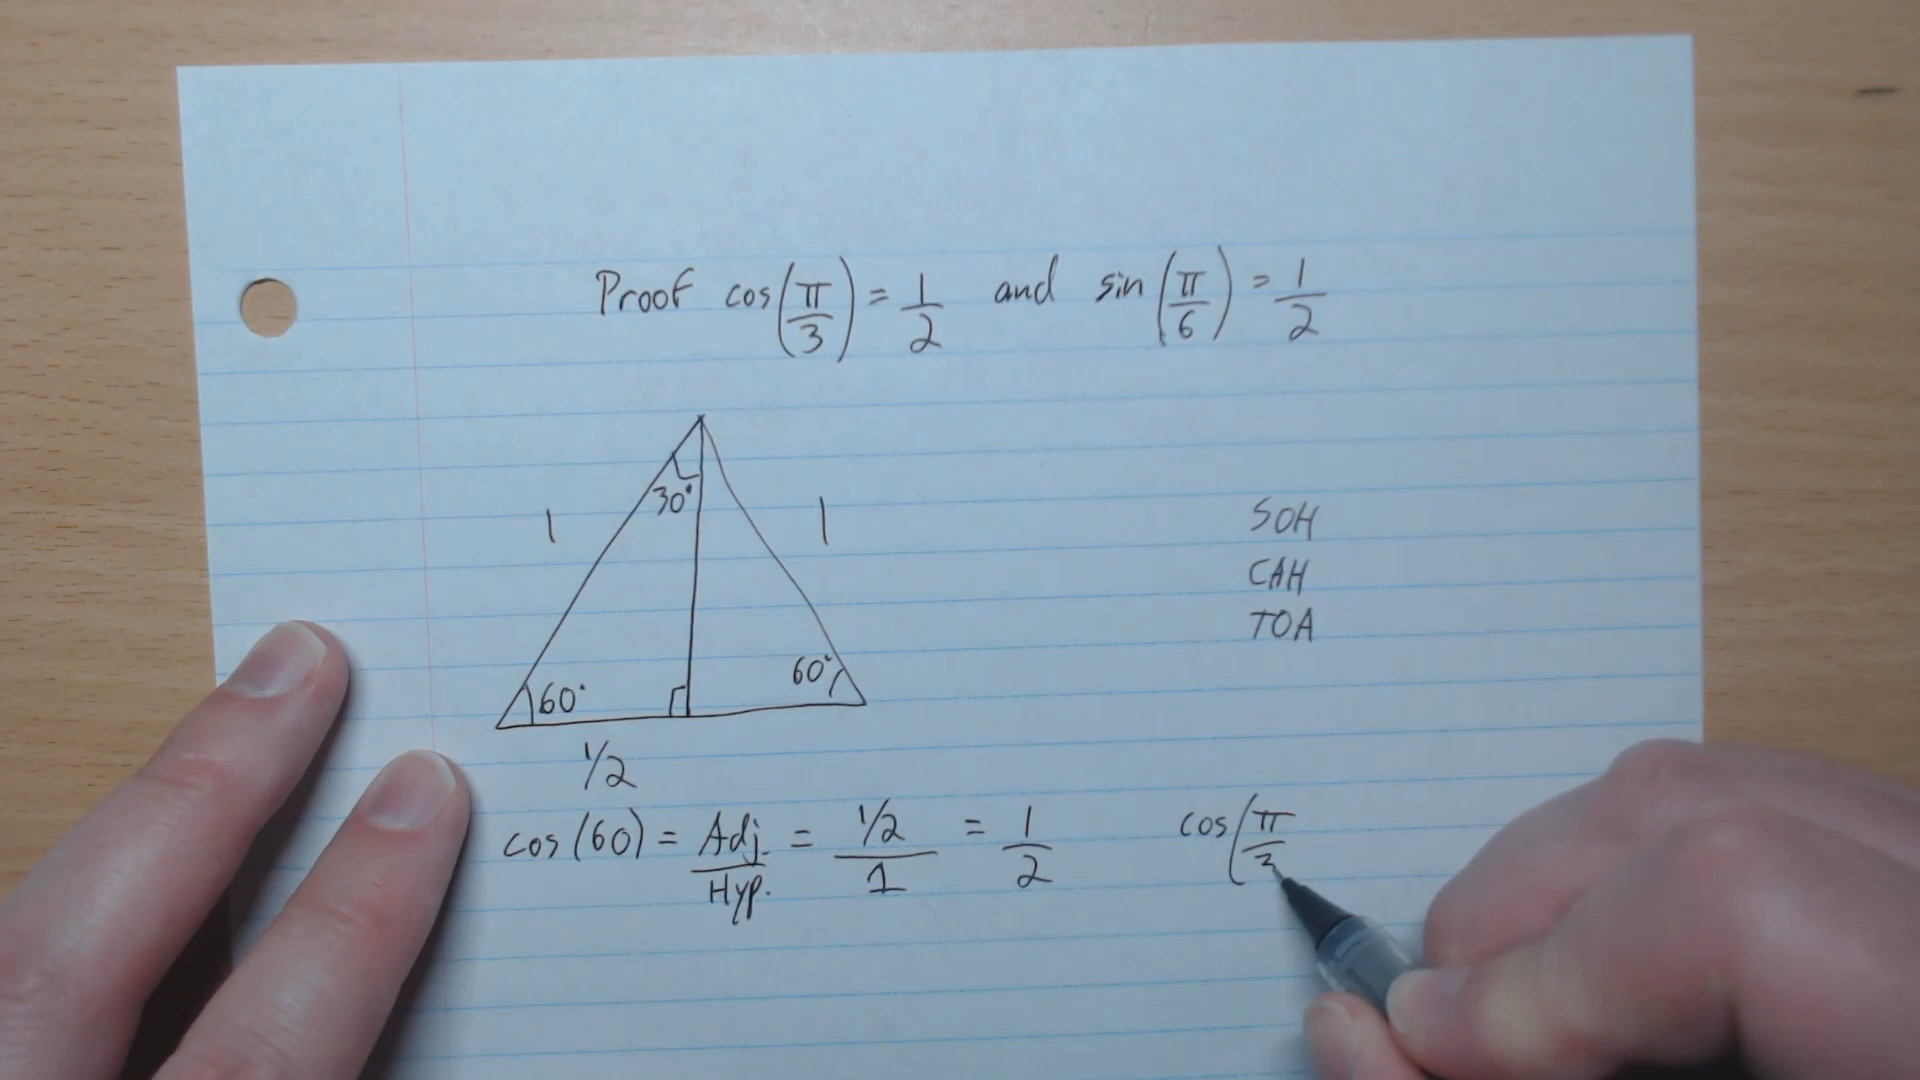 Proof cos(π/3) = 1/2 and sin(π/6) = 1/2
30°
1 1
SOH
CAH
TOA
60° 60°
1/2
cos(60) = Adj./Hyp. = 1/2/1 = 1/2 cos(π/3